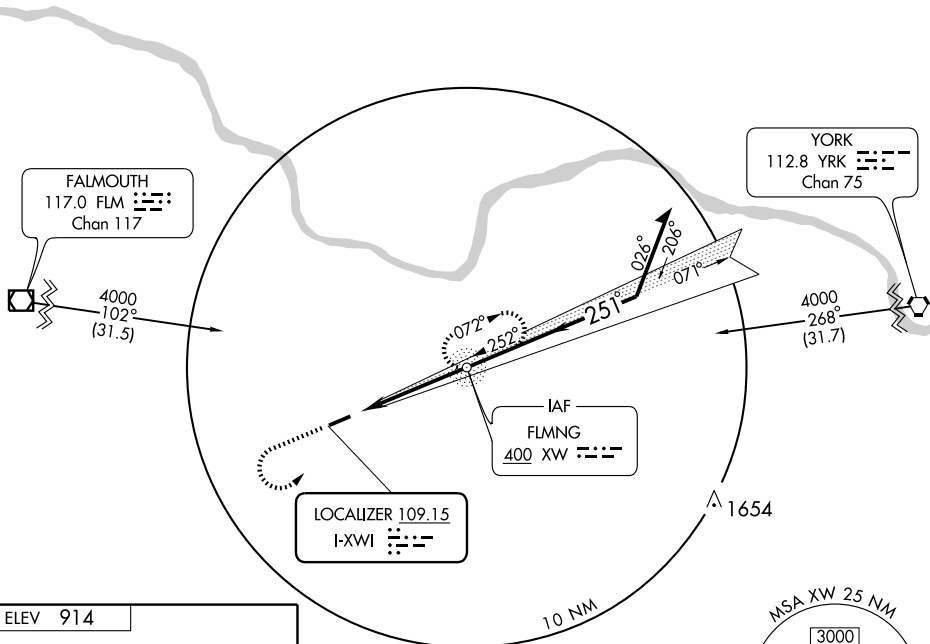 YORK
112.8 YRK
Chan 75
FALMOUTH
117.0 FLM
Chan 117
026°
206°
071°
4000
102°
(31.5)
4000
268°
(31.7)
072°
252°
251°
IAF
FLMNG
400 XW
LOCALIZER 109.15
I-XWI
1654
10 NM
ELEV 914
MSA XW 25 NM
3000